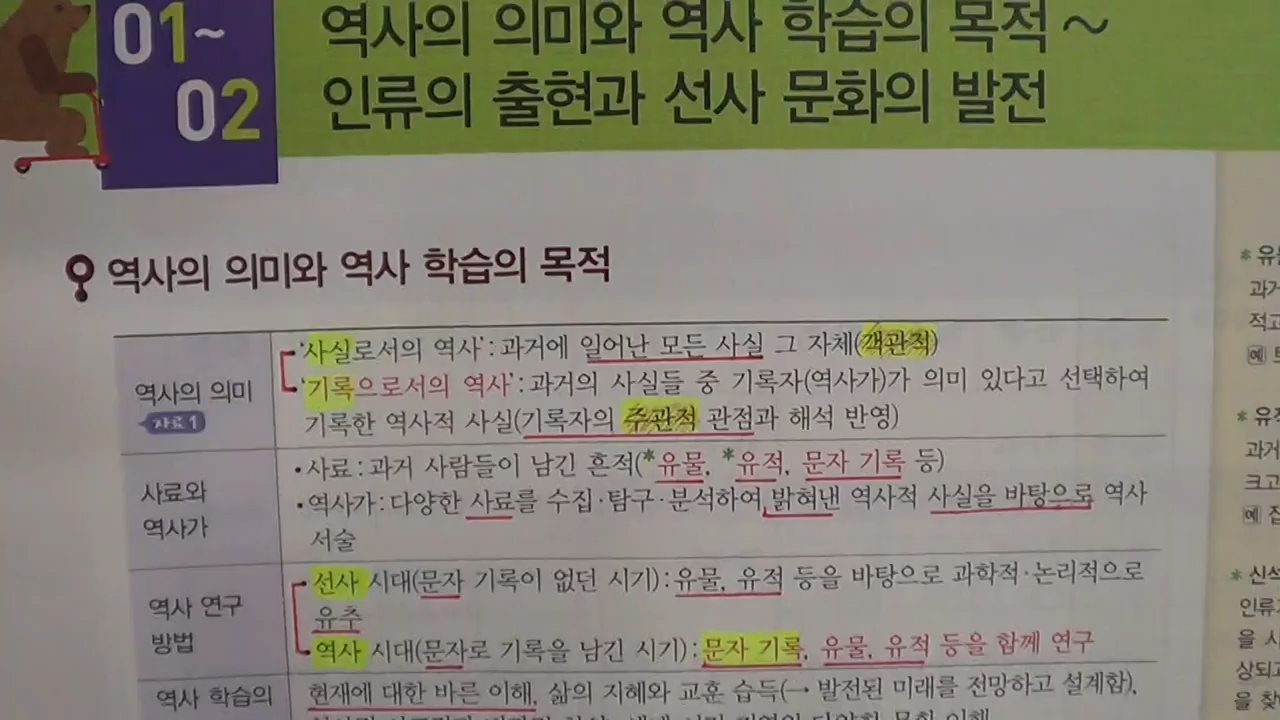 01~
02
역사의 의미와 역사 학습의 목적 ~
인류의 출현과 선사 문화의 발전
역사의 의미와 역사 학습의 목적
역사의 의미
자료 1
• '사실로서의 역사' : 과거에 일어난 모든 사실 그 자체(객관적)
• '기록으로서의 역사' : 과거의 사실들 중 기록자(역사가)가 의미 있다고 선택하여
기록한 역사적 사실(기록자의 주관적 관점과 해석 반영)
사료와
역사가
• 사료 : 과거 사람들이 남긴 흔적(*유물, *유적, 문자 기록 등)
• 역사가 : 다양한 사료를 수집·탐구·분석하여 밝혀낸 역사적 사실을 바탕으로 역사
서술
역사 연구
방법
• 선사 시대(문자 기록이 없던 시기) : 유물, 유적 등을 바탕으로 과학적·논리적으로
유추
• 역사 시대(문자로 기록을 남긴 시기) : 문자 기록, 유물, 유적 등을 함께 연구
역사 학습의
현재에 대한 바른 이해, 삶의 지혜와 교훈 습득(→ 발전된 미래를 전망하고 설계함),
* 유물
과거
적고
예
* 유적
과거
크고
예
* 신석
인류
을 사
상되
을 찾